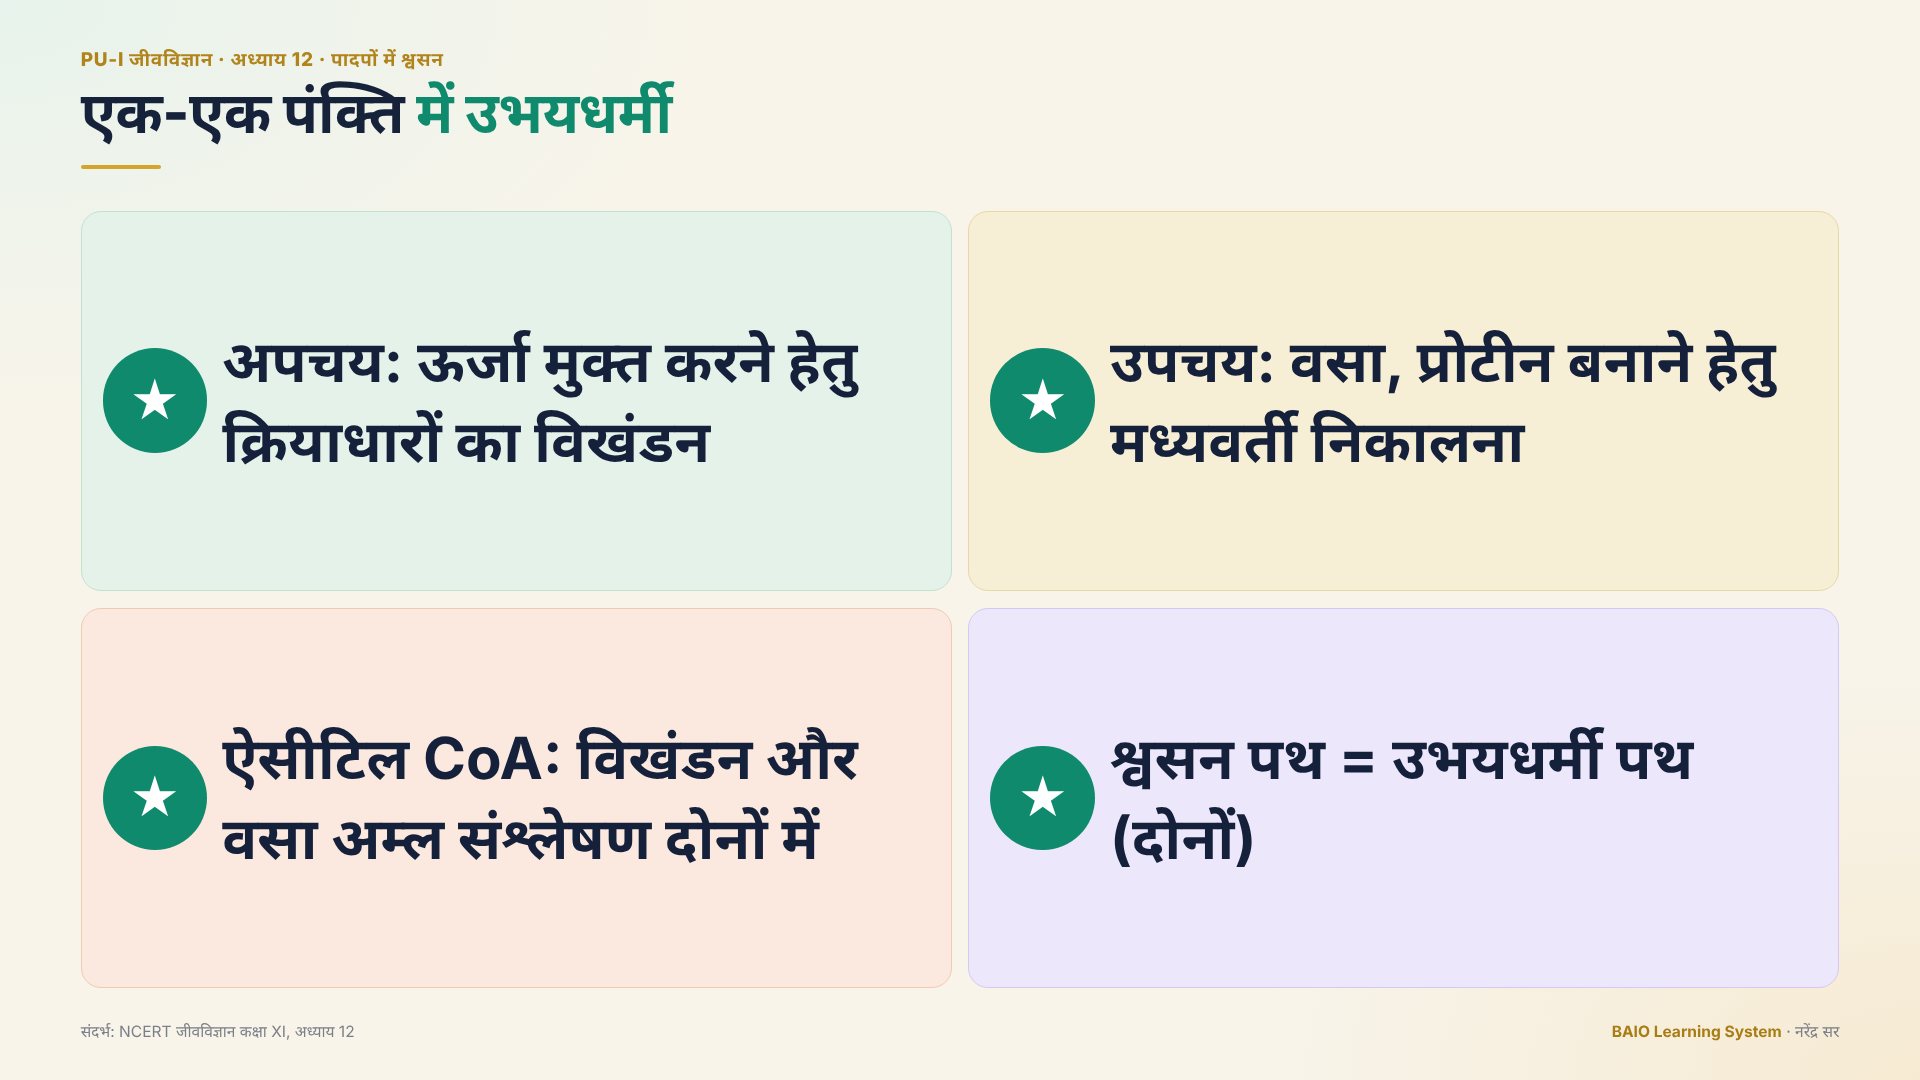 PU-I जीवविज्ञान · अध्याय 12 · पादपों में श्वसन
एक-एक पंक्ति में उभयधर्मी
अपचय: ऊर्जा मुक्त करने हेतु
क्रियाधारों का विखंडन
उपचय: वसा, प्रोटीन बनाने हेतु
मध्यवर्ती निकालना
ऐसीटिल CoA: विखंडन और
वसा अम्ल संश्लेषण दोनों में
श्वसन पथ = उभयधर्मी पथ
(दोनों)
संदर्भ: NCERT जीवविज्ञान कक्षा XI, अध्याय 12
BAIO Learning System · नरेंद्र सर